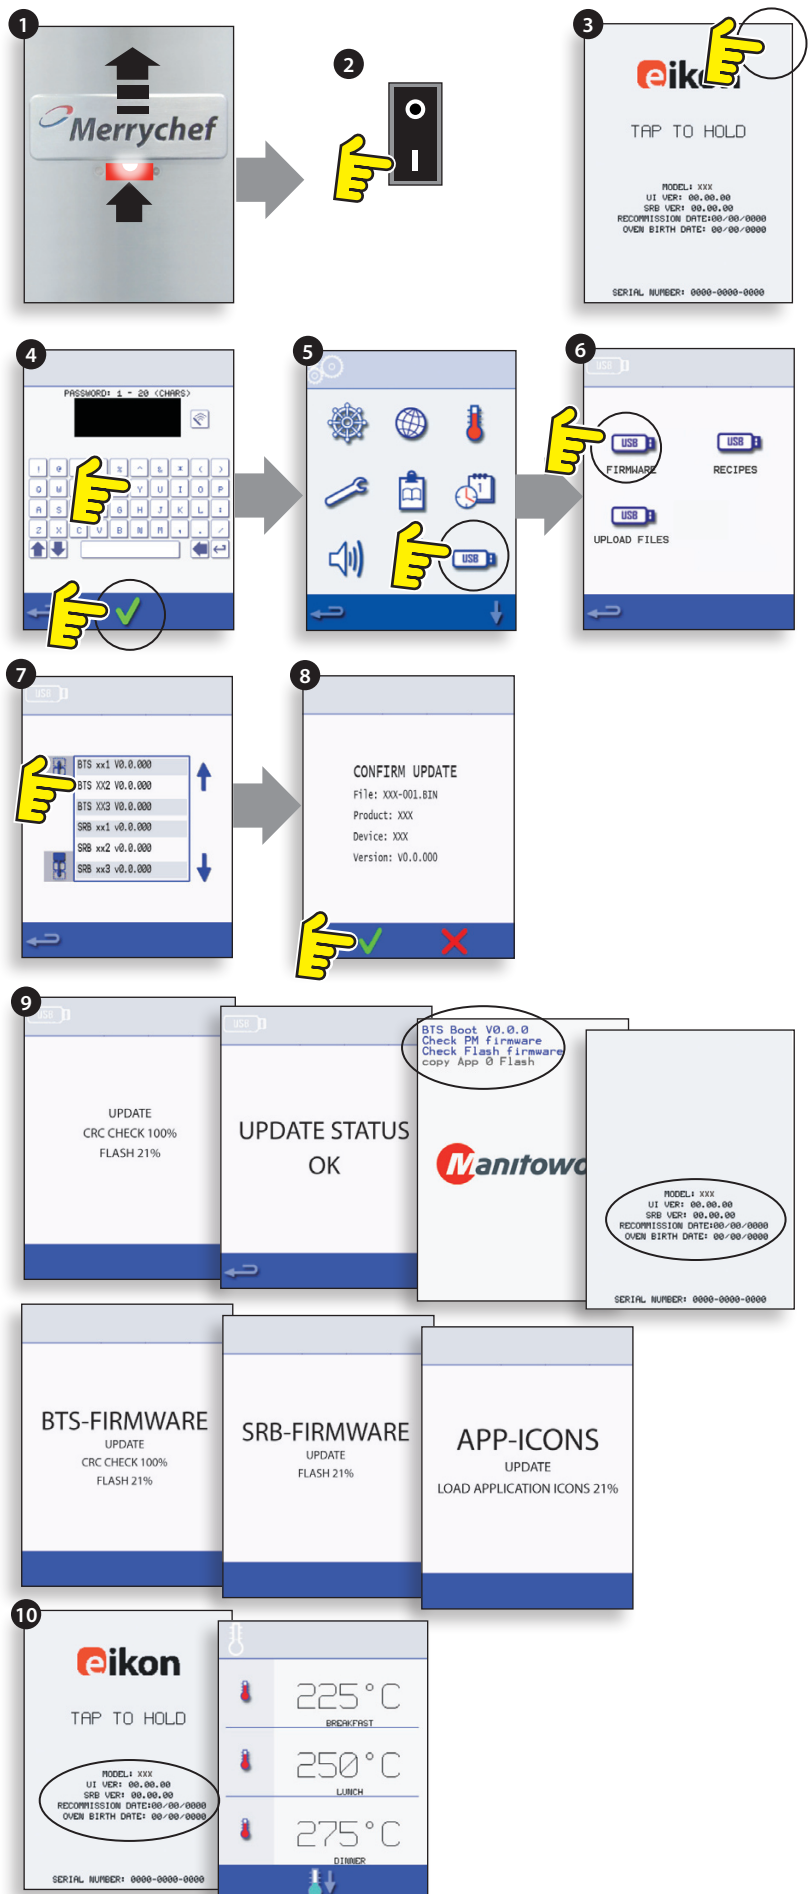 1
Merrychef
2
3
eikon
TAP TO HOLD
MODEL: XXX
UI VER: 00.00.00
SRB VER: 00.00.00
RECOMMISSION DATE:00/00/0000
OVEN BIRTH DATE: 00/00/0000
SERIAL NUMBER: 0000-0000-0000
4
PASSWORD: 1 - 20 (CHARS)
! @ % ^ & * ( )
Q W Y U I O P
A S G H J K L :
Z X C V B N M , . /
5
1
USB
6
USB
USB USB
FIRMWARE RECIPES
USB
UPLOAD FILES
7
USB
BTS xx1 V0.0.000
BTS XX2 V0.0.000
BTS XX3 V0.0.000
SRB xx1 v0.0.000
SRB xx2 v0.0.000
SRB xx3 v0.0.000
8
CONFIRM UPDATE
File: XXX-001.BIN
Product: XXX
Device: XXX
Version: V0.0.000
9
USB
UPDATE
CRC CHECK 100%
FLASH 21%
USB
UPDATE STATUS
OK
BTS Boot V0.0.0
Check PM firmware
Check Flash firmware
copy App 0 Flash
Manitowo
MODEL: XXX
UI VER: 00.00.00
SRB VER: 00.00.00
RECOMMISSION DATE:00/00/0000
OVEN BIRTH DATE: 00/00/0000
SERIAL NUMBER: 0000-0000-0000
BTS-FIRMWARE
UPDATE
CRC CHECK 100%
FLASH 21%
SRB-FIRMWARE
UPDATE
FLASH 21%
APP-ICONS
UPDATE
LOAD APPLICATION ICONS 21%
10
eikon
TAP TO HOLD
MODEL: XXX
UI VER: 00.00.00
SRB VER: 00.00.00
RECOMMISSION DATE:00/00/0000
OVEN BIRTH DATE: 00/00/0000
SERIAL NUMBER: 0000-0000-0000
225°C
BREAKFAST
250°C
LUNCH
275°C
DINNER